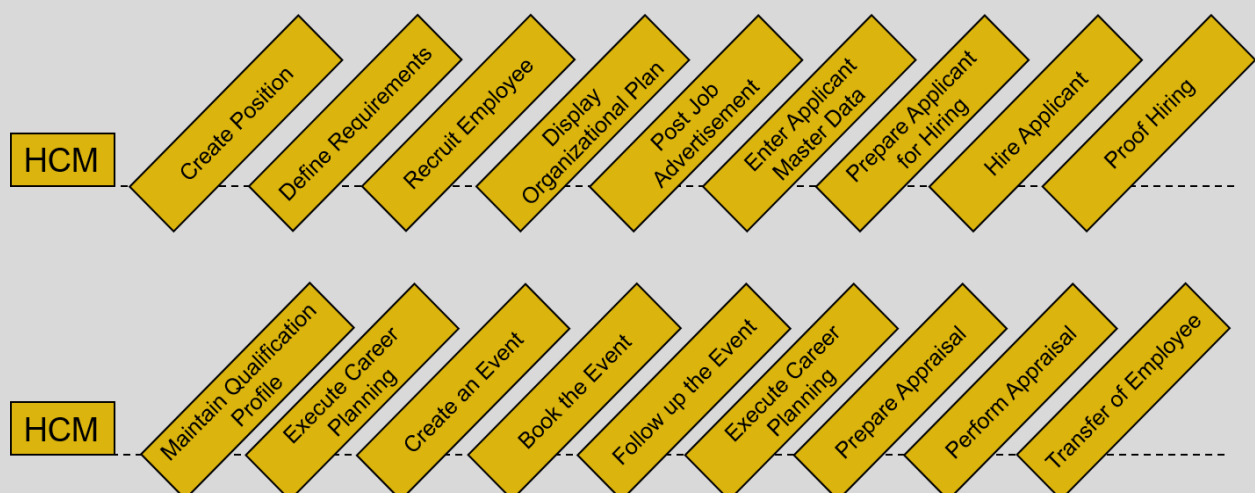 HCM
Create Position
Define Requirements
Recruit Employee
Display
Organizational Plan
Post Job
Advertisement
Enter Applicant
Master Data
Prepare Applicant
for Hiring
Hire Applicant
Proof Hiring
HCM
Maintain Qualification
Profile
Execute Career
Planning
Create an Event
Book the Event
Follow up the Event
Execute Career
Planning
Prepare Appraisal
Perform Appraisal
Transfer of Employee